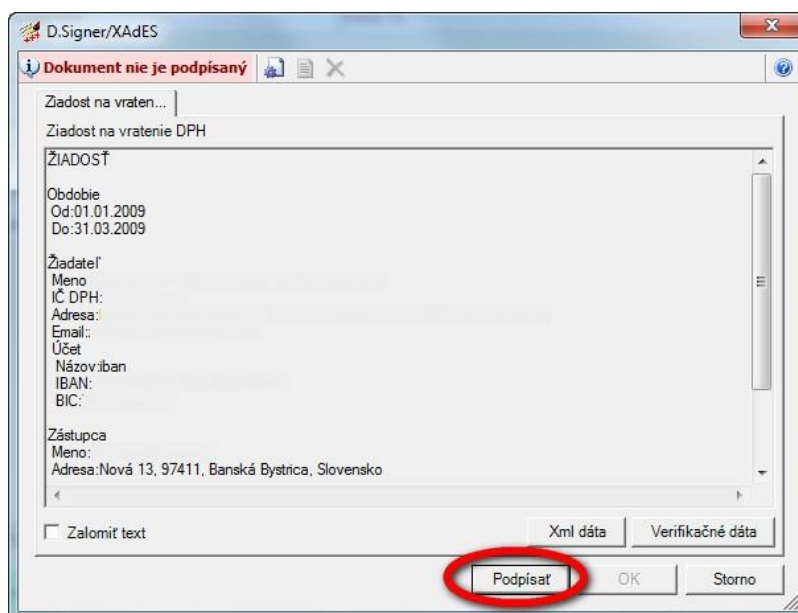 D.Signer/XAdES
Dokument nie je podpísaný
Ziadost na vraten...
Ziadost na vratenie DPH
ŽIADOSŤ
Obdobie
Od:01.01.2009
Do:31.03.2009
Žiadateľ
Meno
IČ DPH:
Adresa:
Email::
Účet
Názov:iban
IBAN:
BIC:
Zástupca
Meno:
Adresa:Nová 13, 97411, Banská Bystrica, Slovensko
Zalomiť text
Xml dáta
Verifikačné dáta
Podpísať
OK
Storno